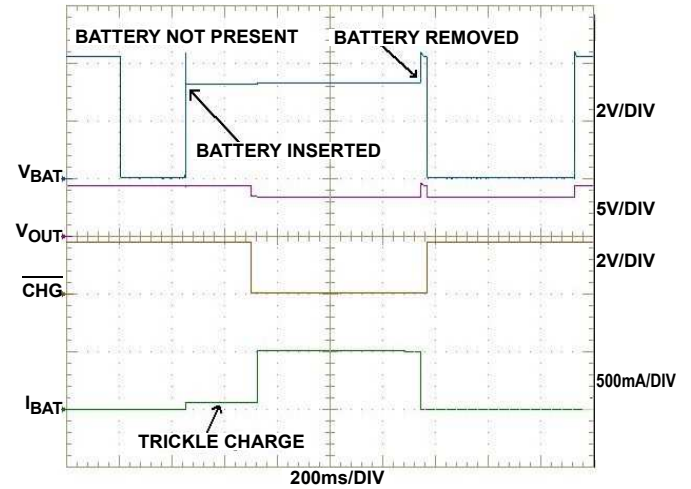 BATTERY NOT PRESENT
BATTERY REMOVED
2V/DIV
BATTERY INSERTED
VBAT
5V/DIV
VOUT
2V/DIV
CHG
500mA/DIV
IBAT
TRICKLE CHARGE
200ms/DIV